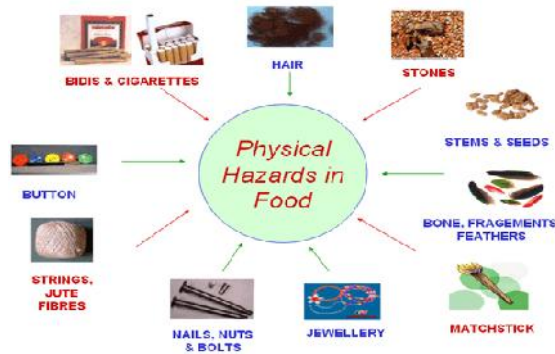 BIDIS & CIGARETTES
HAIR
STONES
STEMS & SEEDS
Physical
Hazards in
Food
BUTTON
BONE, FRAGEMENTS
FEATHERS
STRINGS,
JUTE
FIBRES
NAILS, NUTS
& BOLTS
JEWELLERY
MATCHSTICK